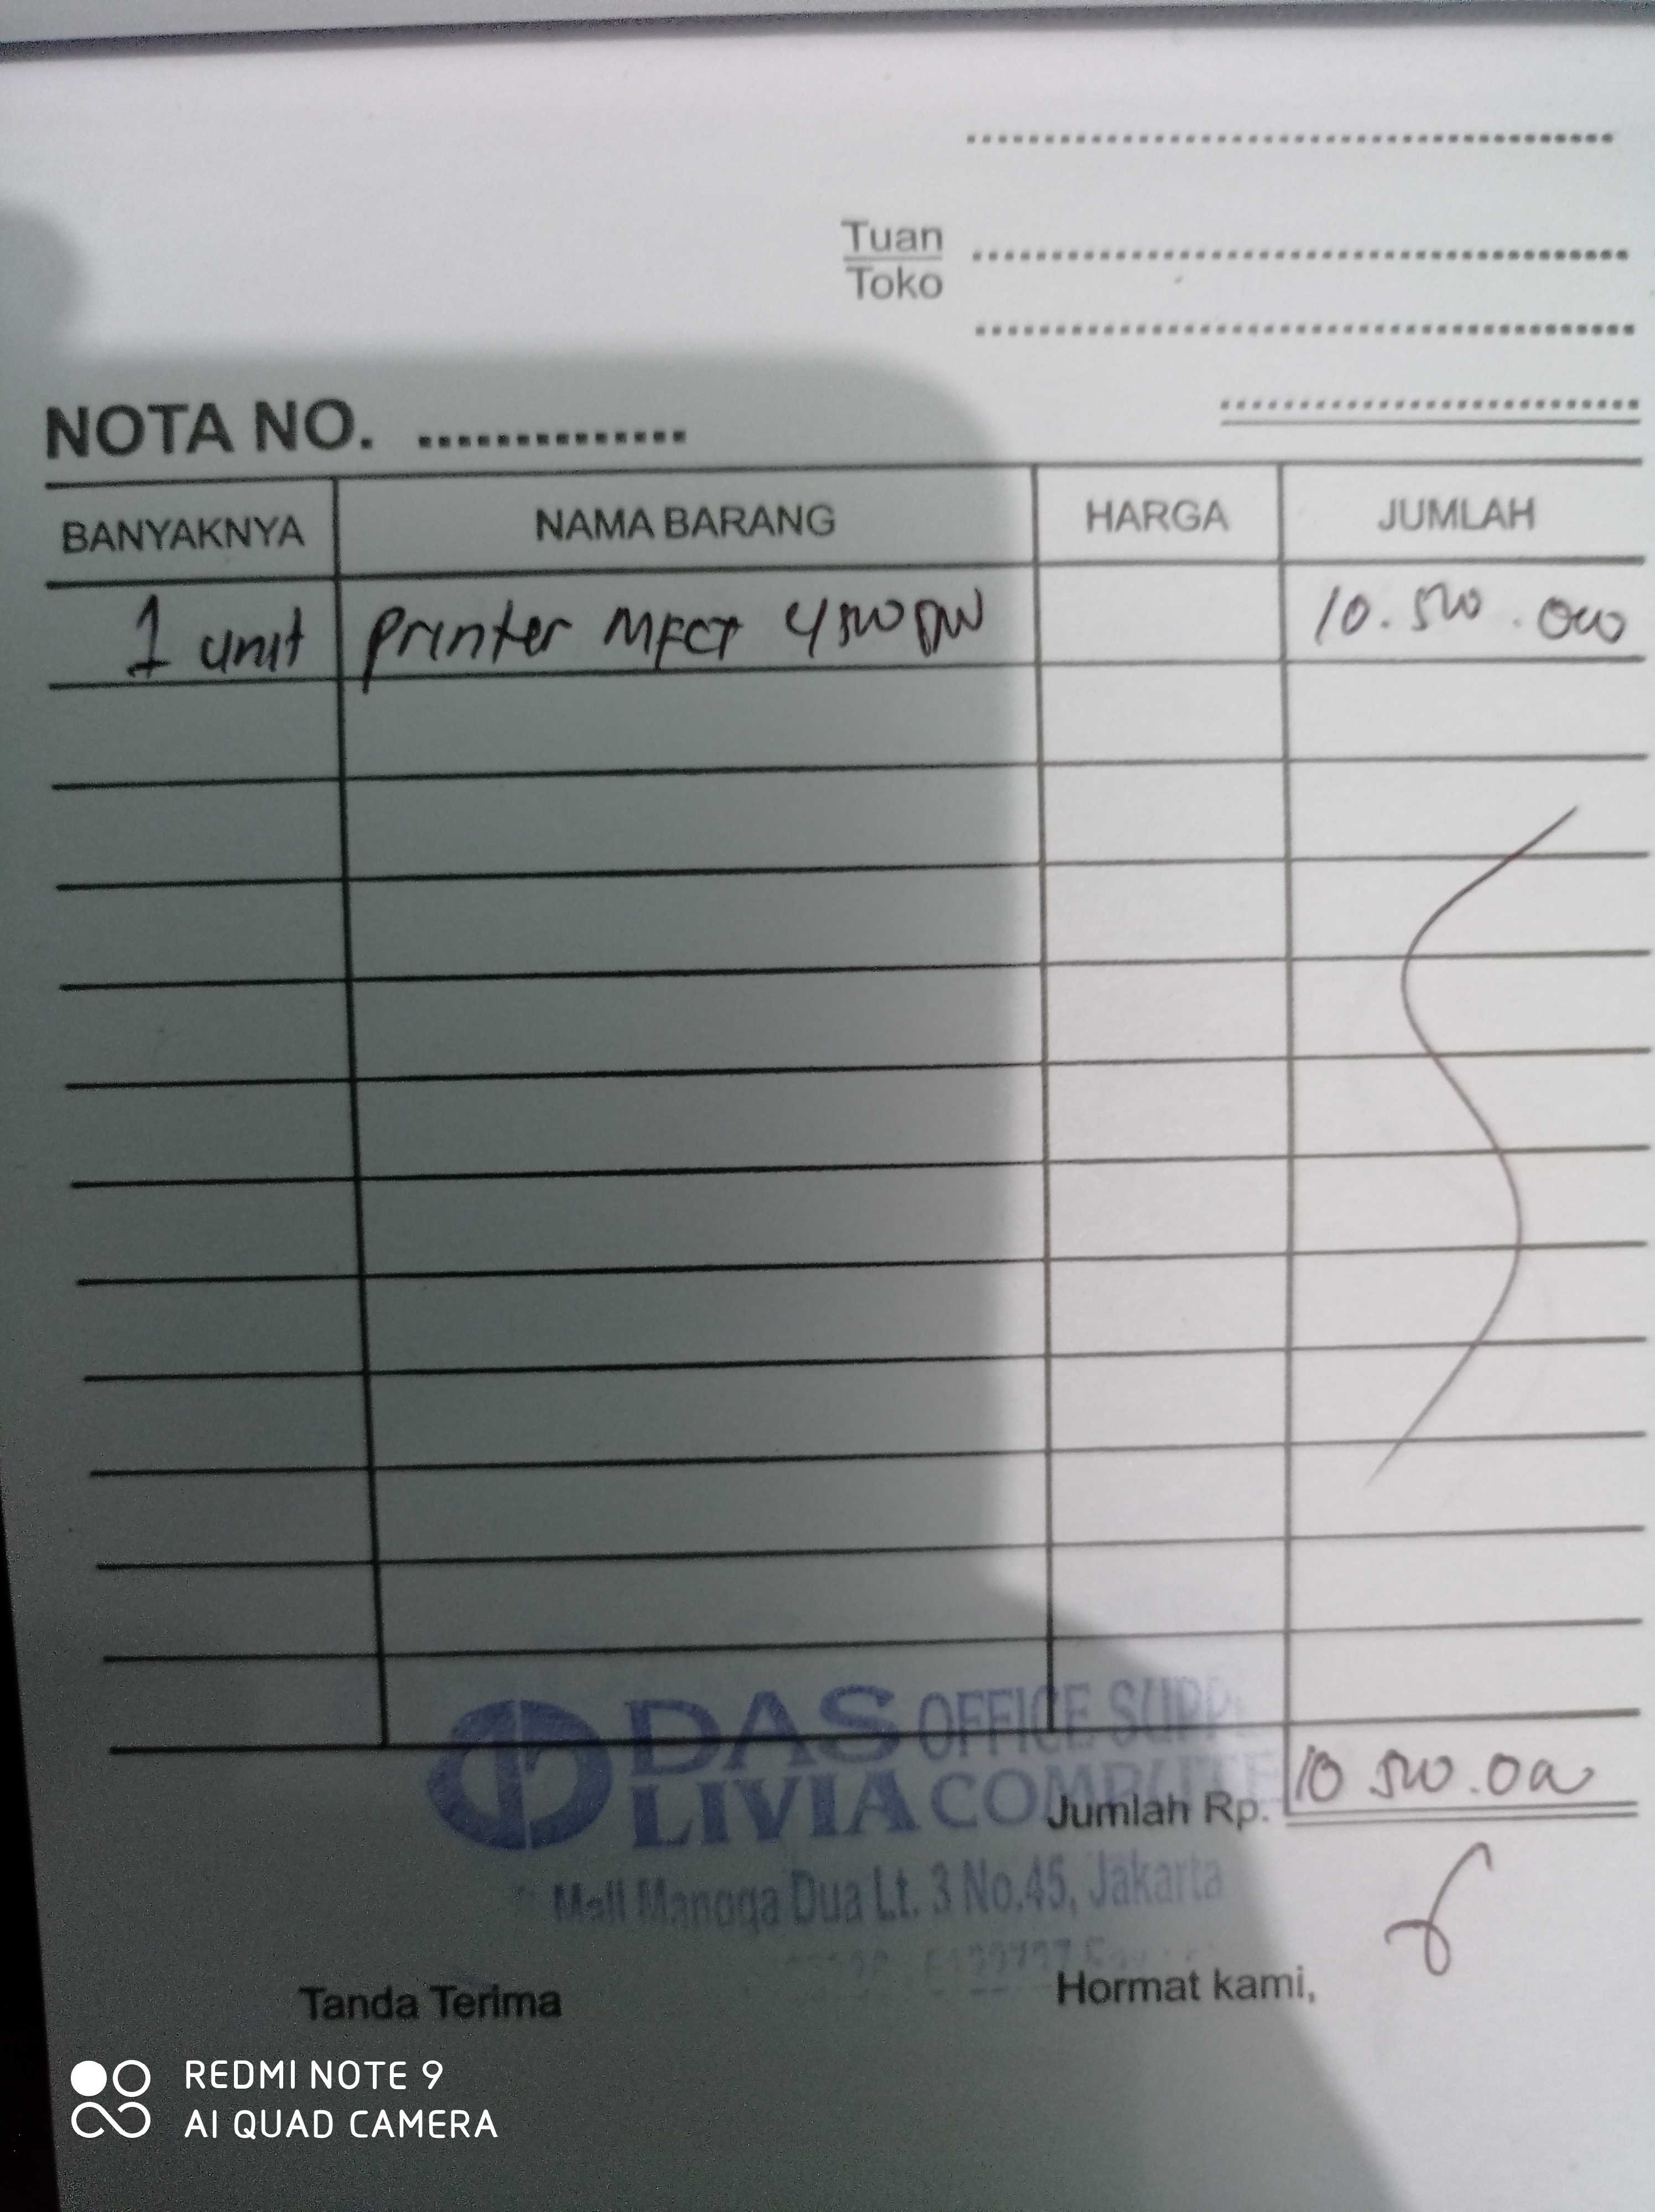 Tuan
Toko
NOTA NO. ..............
BANYAKNYA NAMA BARANG HARGA JUMLAH
1 unit Printer MFCT 4500DW 10.500.000
DAS OFFICE SUPP
LIVIA COMPUTE
Jumlah Rp. 10 500.000
Mall Mangga Dua Lt. 3 No.45, Jakarta
Tanda Terima Hormat kami,
REDMI NOTE 9
AI QUAD CAMERA